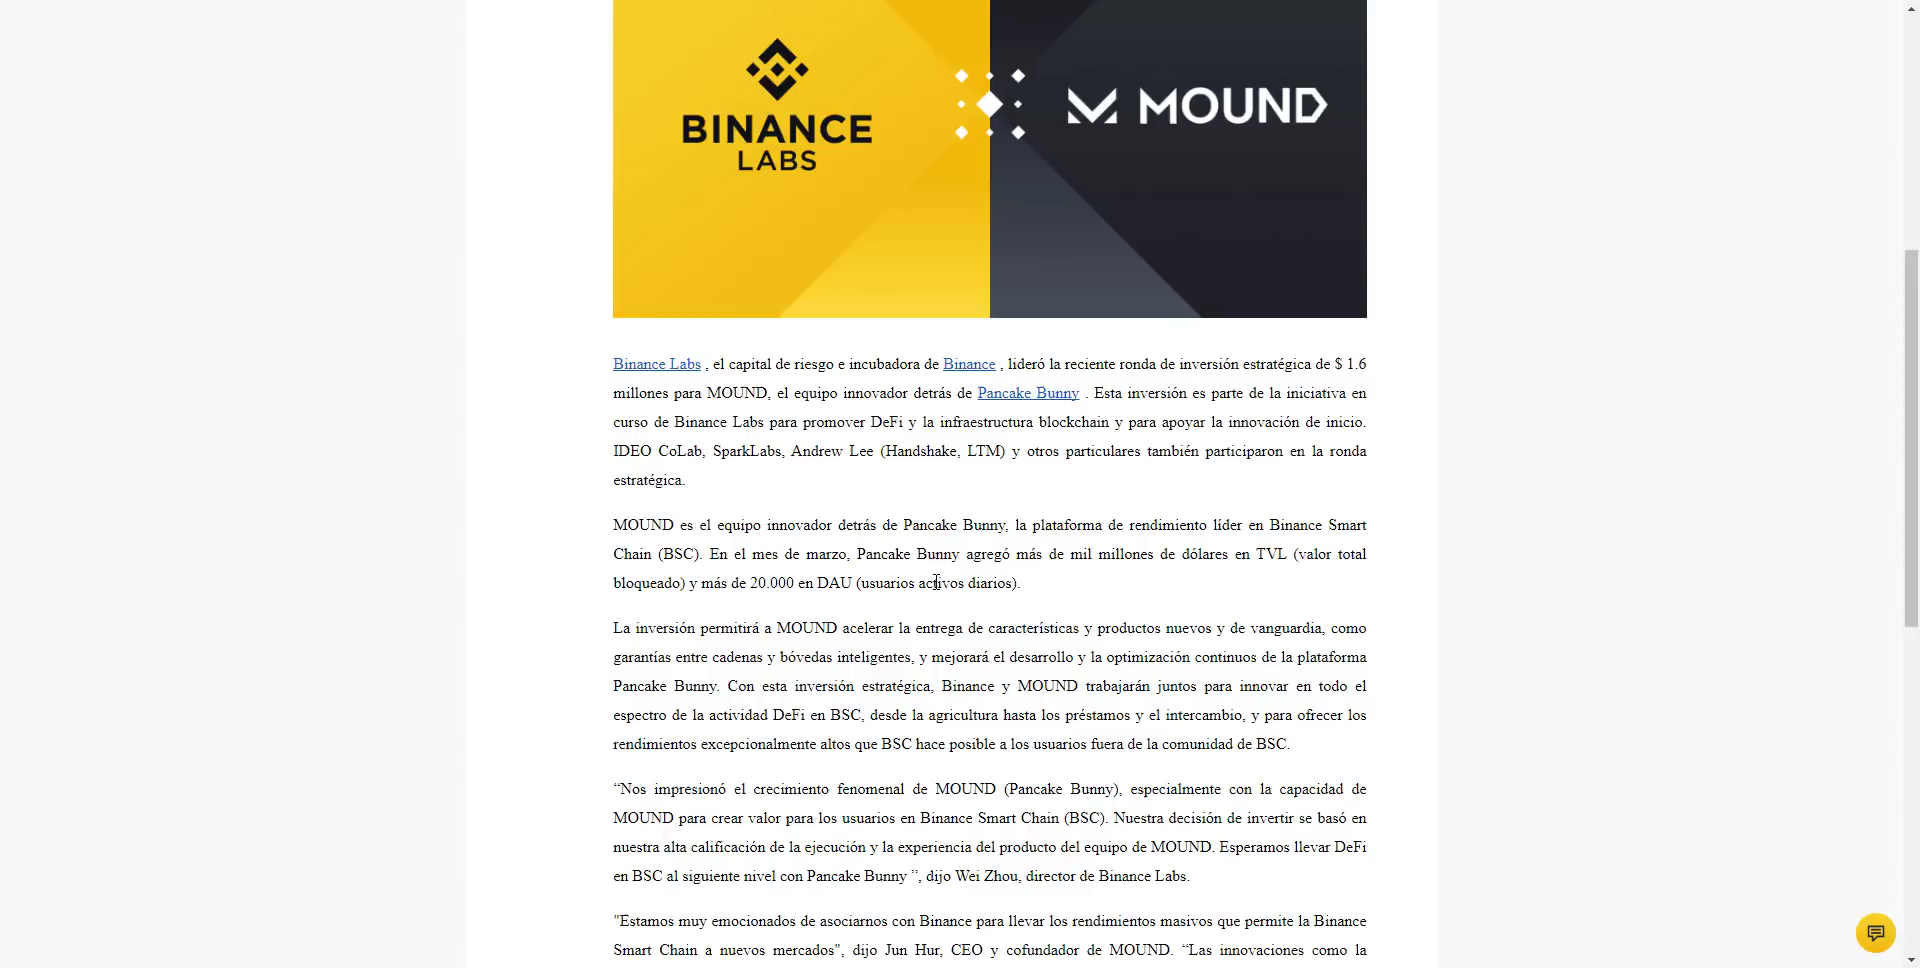 BINANCE
LABS
MOUND
Binance Labs , el capital de riesgo e incubadora de Binance , lideró la reciente ronda de inversión estratégica de $ 1.6
millones para MOUND, el equipo innovador detrás de Pancake Bunny . Esta inversión es parte de la iniciativa en
curso de Binance Labs para promover DeFi y la infraestructura blockchain y para apoyar la innovación de inicio.
IDEO CoLab, SparkLabs, Andrew Lee (Handshake, LTM) y otros particulares también participaron en la ronda
estratégica.
MOUND es el equipo innovador detrás de Pancake Bunny, la plataforma de rendimiento líder en Binance Smart
Chain (BSC). En el mes de marzo, Pancake Bunny agregó más de mil millones de dólares en TVL (valor total
bloqueado) y más de 20.000 en DAU (usuarios activos diarios).
La inversión permitirá a MOUND acelerar la entrega de características y productos nuevos y de vanguardia, como
garantías entre cadenas y bóvedas inteligentes, y mejorará el desarrollo y la optimización continuos de la plataforma
Pancake Bunny. Con esta inversión estratégica, Binance y MOUND trabajarán juntos para innovar en todo el
espectro de la actividad DeFi en BSC, desde la agricultura hasta los préstamos y el intercambio, y para ofrecer los
rendimientos excepcionalmente altos que BSC hace posible a los usuarios fuera de la comunidad de BSC.
“Nos impresionó el crecimiento fenomenal de MOUND (Pancake Bunny), especialmente con la capacidad de
MOUND para crear valor para los usuarios en Binance Smart Chain (BSC). Nuestra decisión de invertir se basó en
nuestra alta calificación de la ejecución y la experiencia del producto del equipo de MOUND. Esperamos llevar DeFi
en BSC al siguiente nivel con Pancake Bunny ”, dijo Wei Zhou, director de Binance Labs.
"Estamos muy emocionados de asociarnos con Binance para llevar los rendimientos masivos que permite la Binance
Smart Chain a nuevos mercados", dijo Jun Hur, CEO y cofundador de MOUND. “Las innovaciones como la